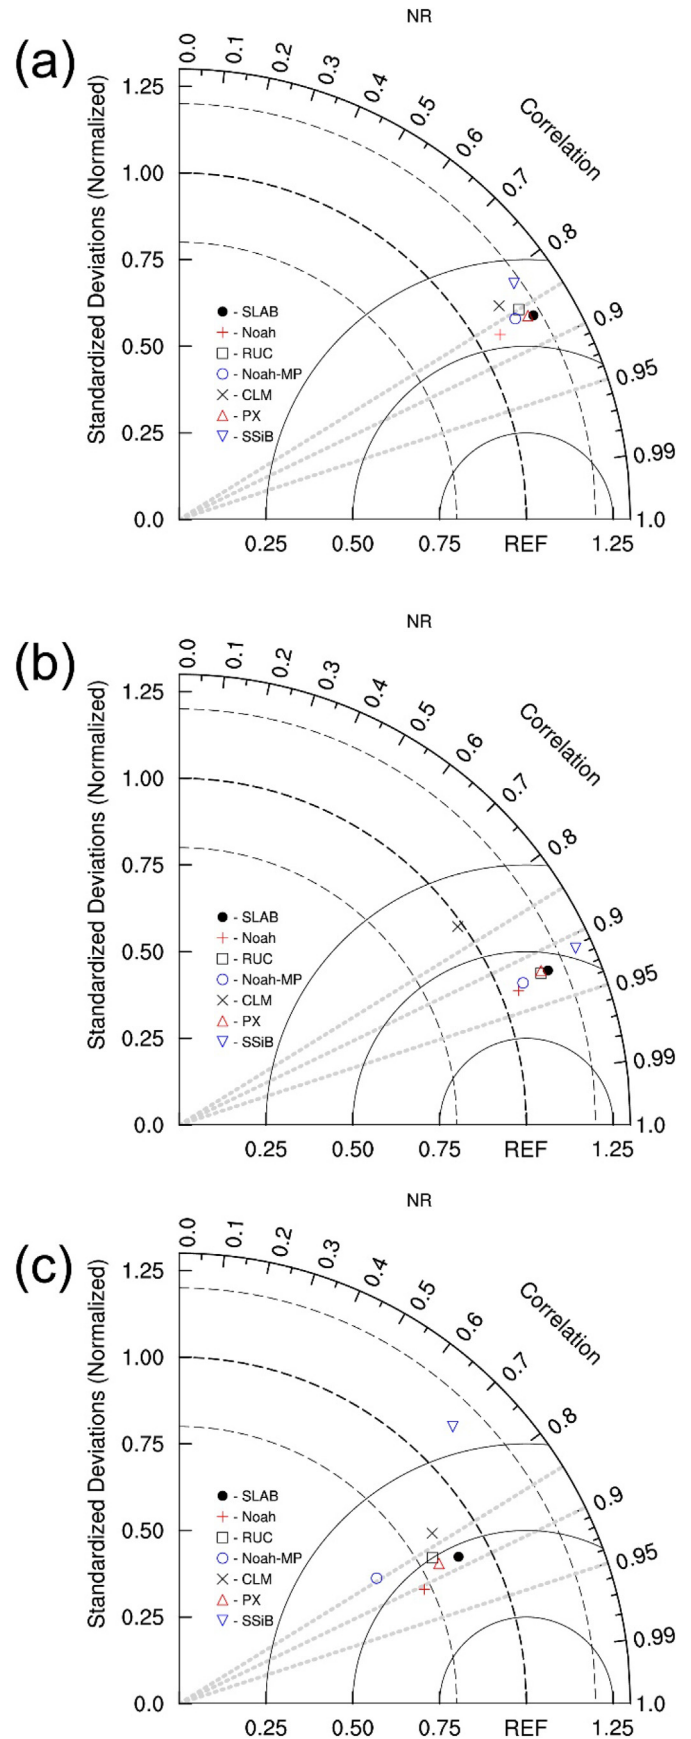 (a)
NR
0.0 0.1 0.2 0.3 0.4 0.5 0.6 0.7 0.8 0.9 0.95 0.99 1.0
Correlation
Standardized Deviations (Normalized)
1.25
1.00
0.75
0.50
0.25
0.0
- SLAB
- Noah
- RUC
- Noah-MP
- CLM
- PX
- SSiB
0.25 0.50 0.75 REF 1.25
(b)
NR
0.0 0.1 0.2 0.3 0.4 0.5 0.6 0.7 0.8 0.9 0.95 0.99 1.0
Correlation
Standardized Deviations (Normalized)
1.25
1.00
0.75
0.50
0.25
0.0
- SLAB
- Noah
- RUC
- Noah-MP
- CLM
- PX
- SSiB
0.25 0.50 0.75 REF 1.25
(c)
NR
0.0 0.1 0.2 0.3 0.4 0.5 0.6 0.7 0.8 0.9 0.95 0.99 1.0
Correlation
Standardized Deviations (Normalized)
1.25
1.00
0.75
0.50
0.25
0.0
- SLAB
- Noah
- RUC
- Noah-MP
- CLM
- PX
- SSiB
0.25 0.50 0.75 REF 1.25